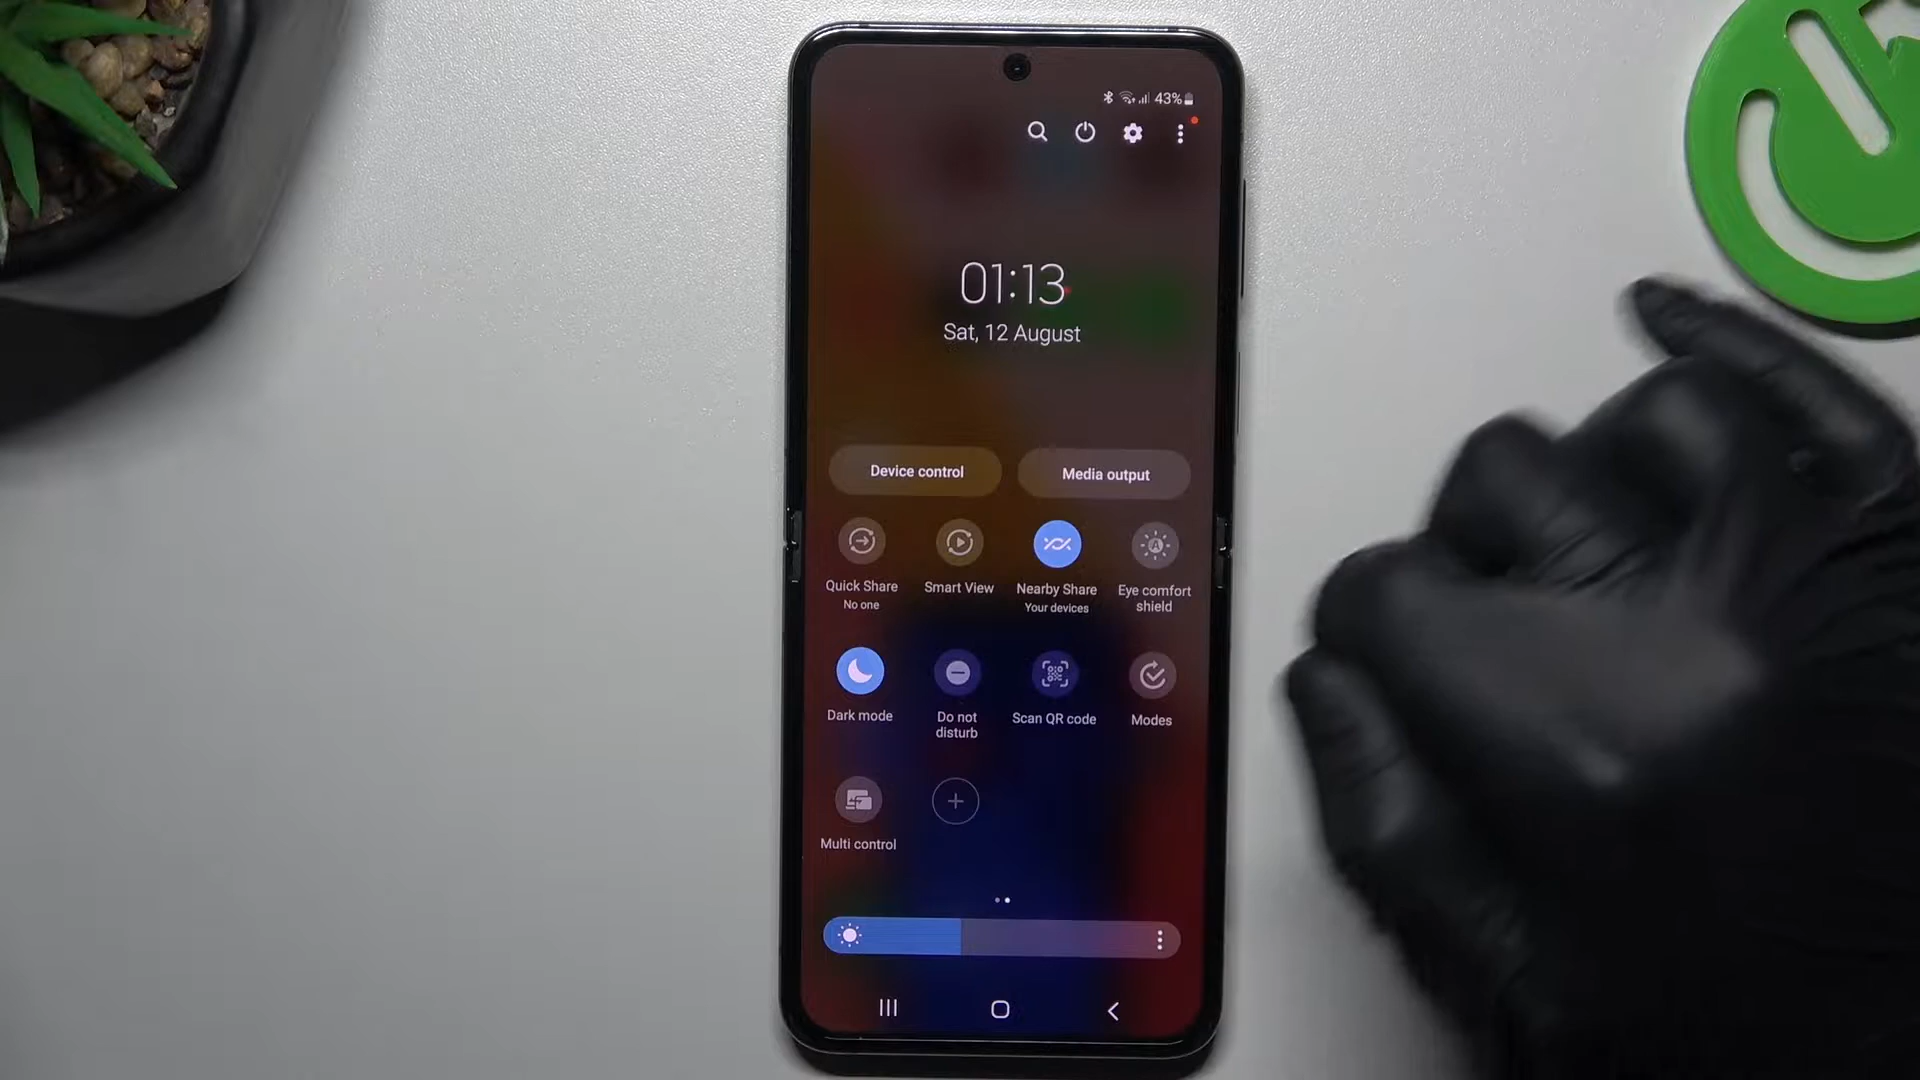 43%
01:13
Sat, 12 August
Device control
Media output
Quick Share
No one
Smart View
Nearby Share
Your devices
Eye comfort
shield
Dark mode
Do not
disturb
Scan QR code
Modes
Multi control